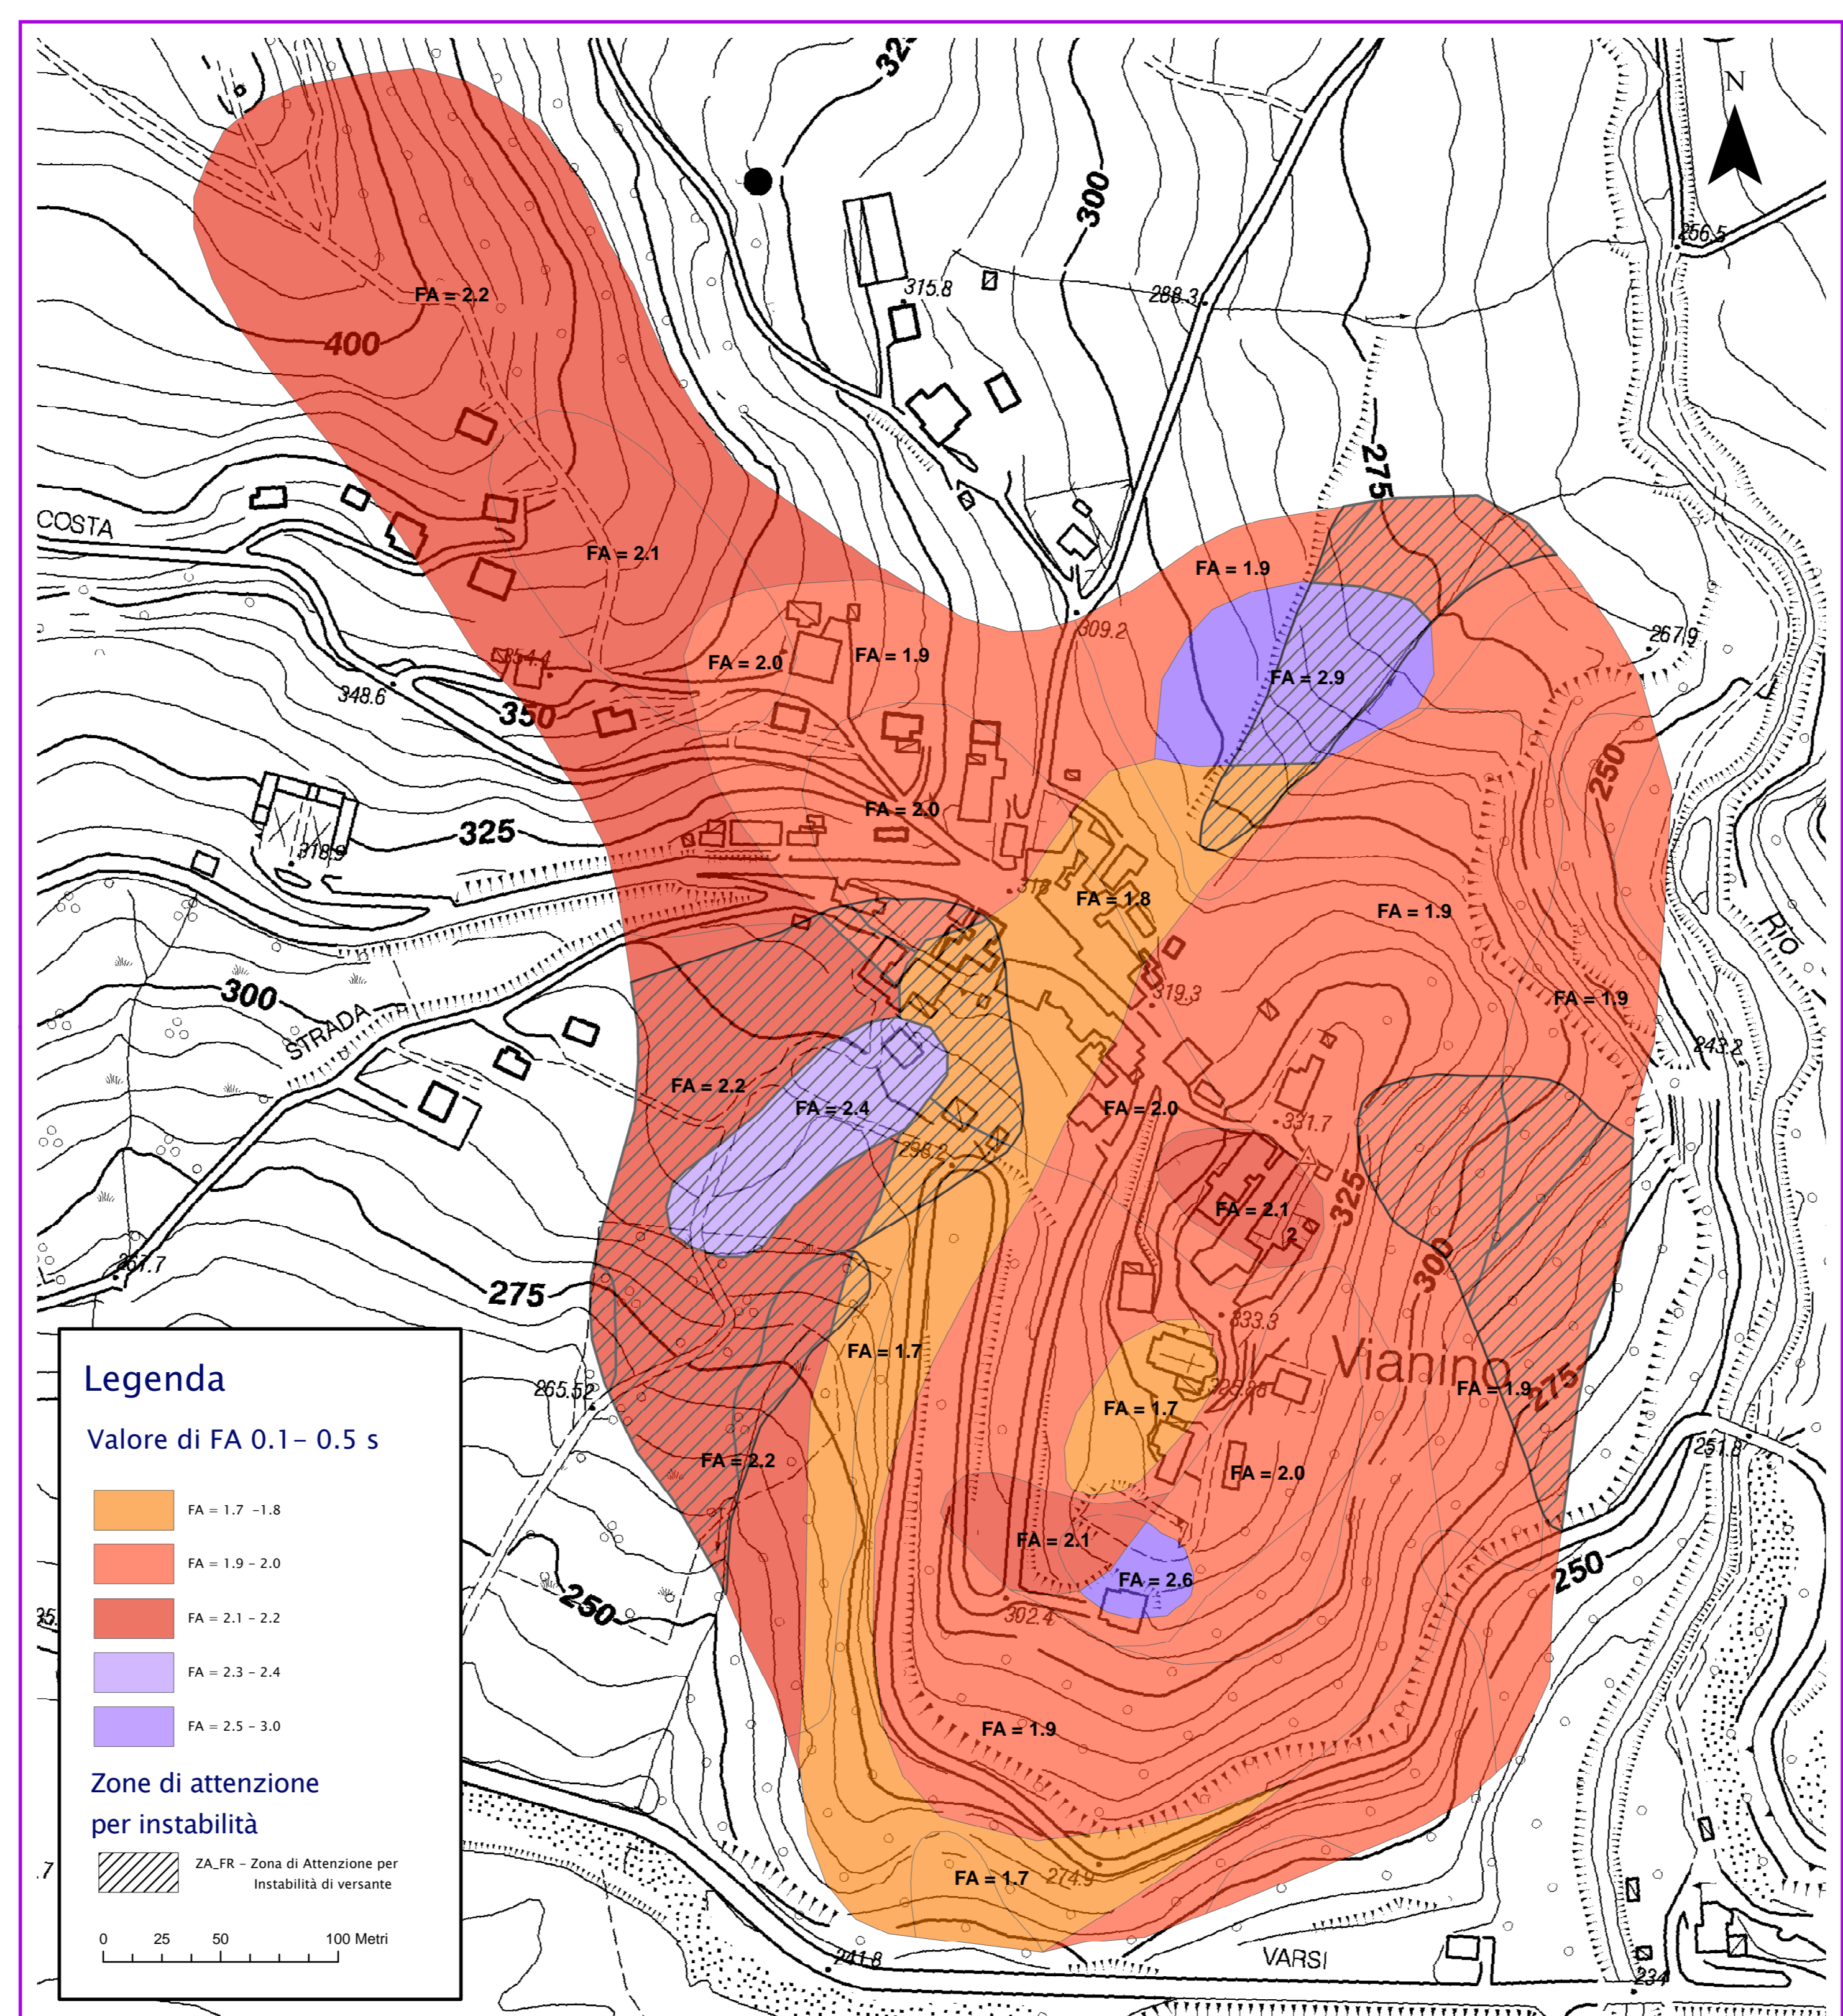 325
N
300
256.5
315.8
288.3
FA = 2.2
400
275
COSTA
FA = 2.1
FA = 1.9
309.2
267.9
354.4
FA = 2.0
FA = 1.9
FA = 2.9
348.6
350
250
325
318.9
FA = 2.0
318
FA = 1.8
FA = 1.9
RIO
300
STRADA
319.3
FA = 1.9
243.2
FA = 2.2
FA = 2.4
FA = 2.0
331.7
FA = 2.1
2
325
267.7
275
300
333.3
FA = 1.7
Vianino
265.52
FA = 1.7
FA = 1.9
275
251.8
FA = 2.2
FA = 2.0
FA = 2.1
FA = 2.6
250
250
302.4
FA = 1.9
FA = 1.7
274.9
241.8
VARSI
234
Legenda
Valore di FA 0.1- 0.5 s
FA = 1.7 -1.8
FA = 1.9 - 2.0
FA = 2.1 - 2.2
FA = 2.3 - 2.4
FA = 2.5 - 3.0
Zone di attenzione
per instabilità
ZA_FR - Zona di Attenzione per
Instabilità di versante
0 25 50 100 Metri